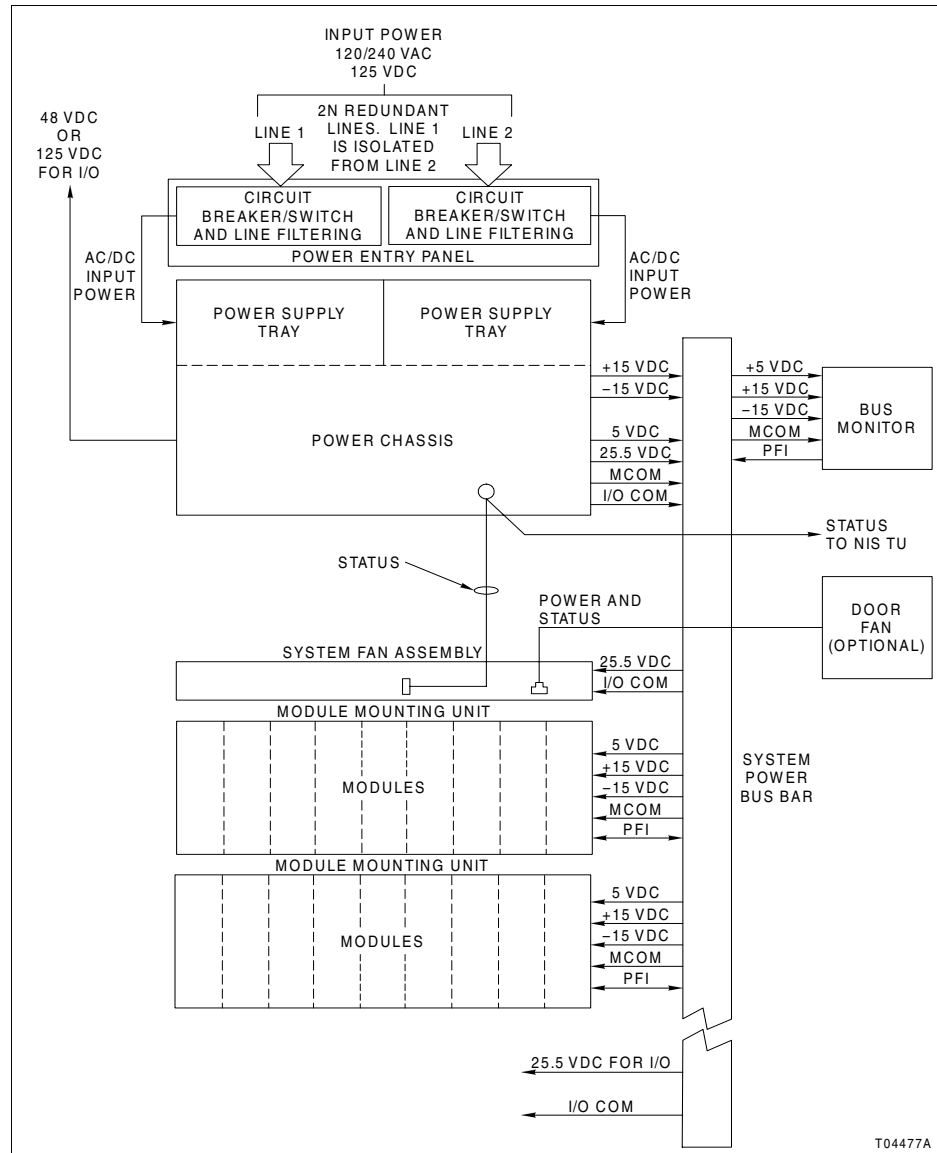 INPUT POWER
120/240 VAC
125 VDC
48 VDC
OR
125 VDC
FOR I/O
LINE 1
2N REDUNDANT
LINES. LINE 1
IS ISOLATED
FROM LINE 2
LINE 2
CIRCUIT
BREAKER/SWITCH
AND LINE FILTERING
CIRCUIT
BREAKER/SWITCH
AND LINE FILTERING
POWER ENTRY PANEL
AC/DC
INPUT
POWER
AC/DC
INPUT
POWER
POWER SUPPLY
TRAY
POWER SUPPLY
TRAY
POWER CHASSIS
+15 VDC
–15 VDC
5 VDC
25.5 VDC
MCOM
I/O COM
+5 VDC
+15 VDC
–15 VDC
MCOM
PFI
BUS
MONITOR
STATUS
TO NIS TU
STATUS
POWER AND
STATUS
DOOR
FAN
(OPTIONAL)
SYSTEM FAN ASSEMBLY
25.5 VDC
I/O COM
MODULE MOUNTING UNIT
MODULES
5 VDC
+15 VDC
–15 VDC
MCOM
PFI
SYSTEM
POWER
BUS BAR
MODULE MOUNTING UNIT
MODULES
5 VDC
+15 VDC
–15 VDC
MCOM
PFI
25.5 VDC FOR I/O
I/O COM
T04477A